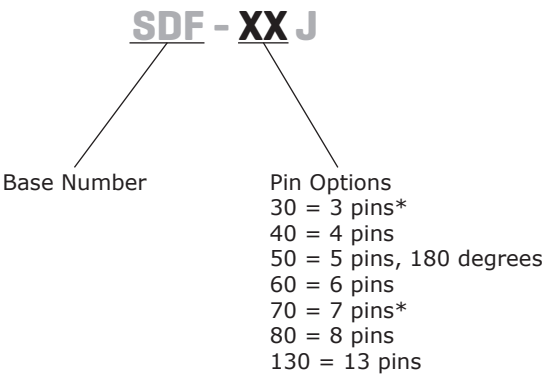 SDF - XX J
Base Number
Pin Options
30 = 3 pins*
40 = 4 pins
50 = 5 pins, 180 degrees
60 = 6 pins
70 = 7 pins*
80 = 8 pins
130 = 13 pins